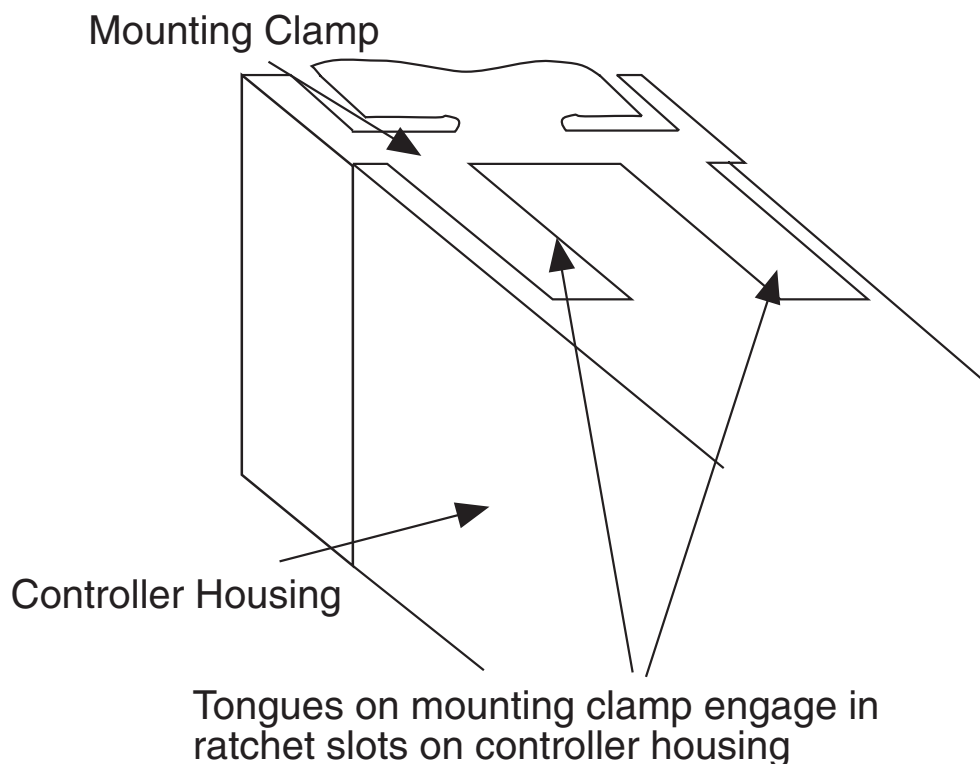 Mounting Clamp
Controller Housing
Tongues on mounting clamp engage in
ratchet slots on controller housing